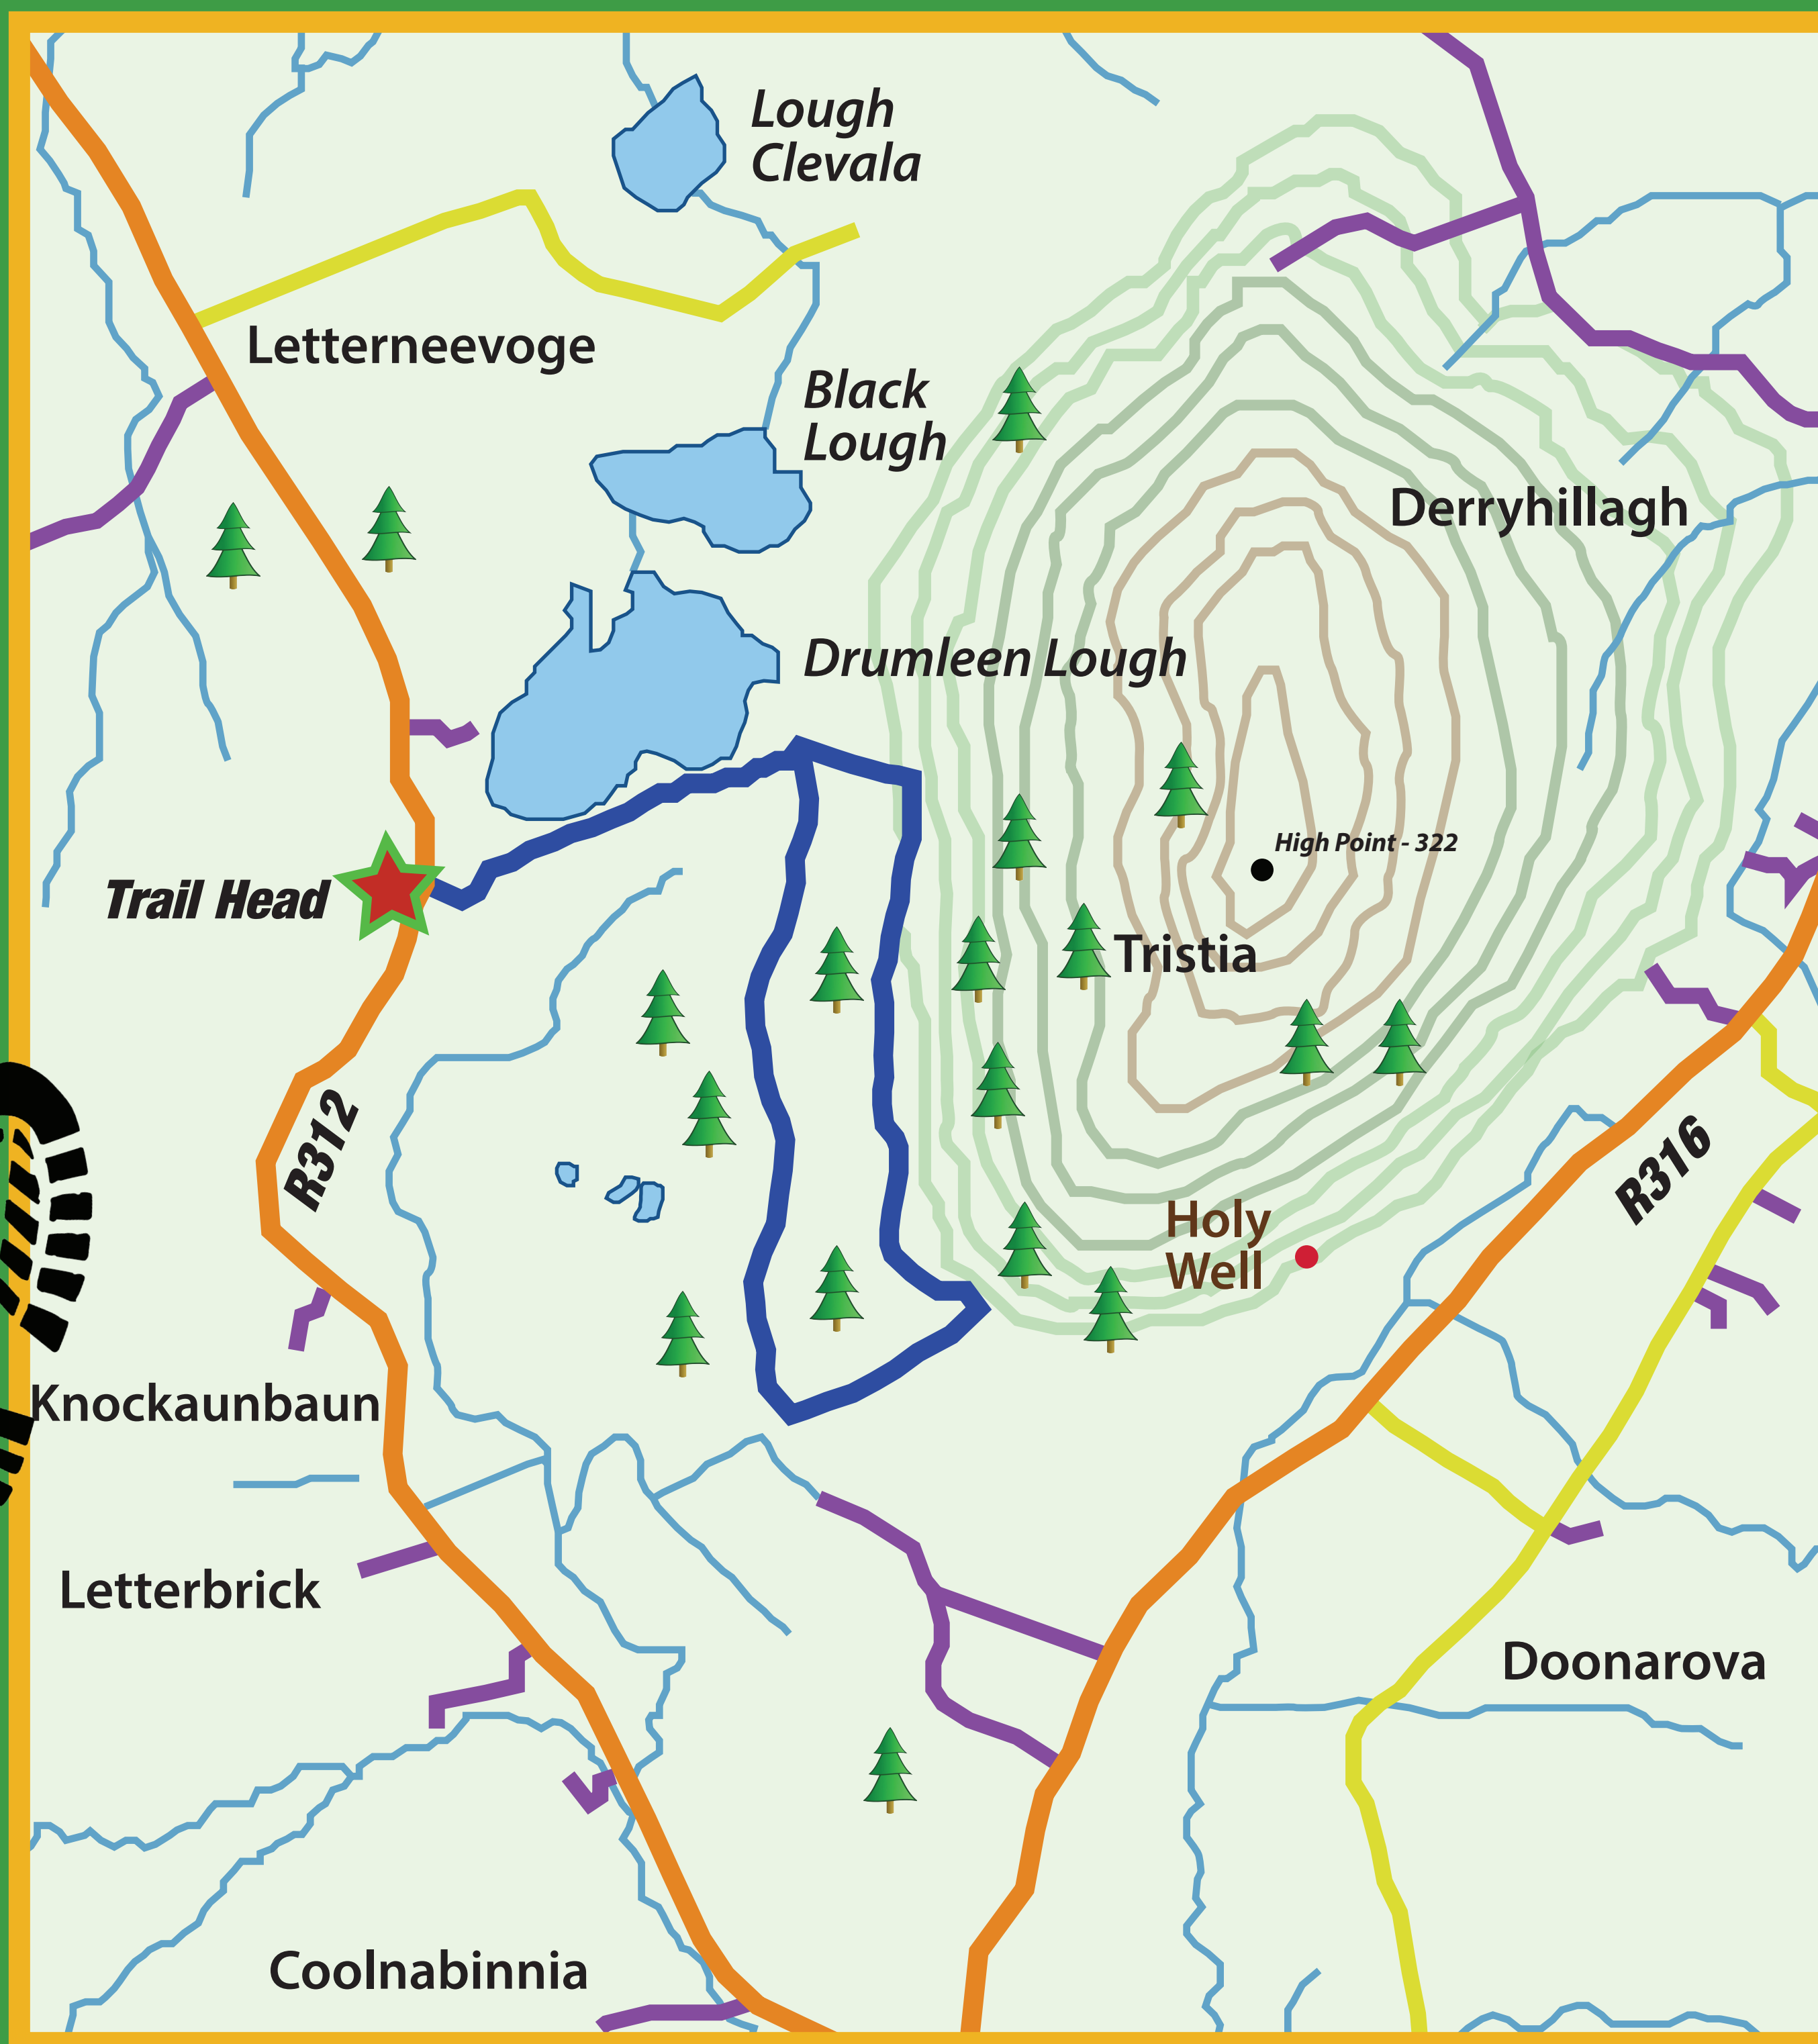 Lough
Clevala
Letterneevoge
Black
Lough
Derryhillagh
Drumleen Lough
High Point - 322
Trail Head
Tristia
R312
R316
Holy
Well
Knockaunbaun
Letterbrick
Doonarova
Coolnabinnia